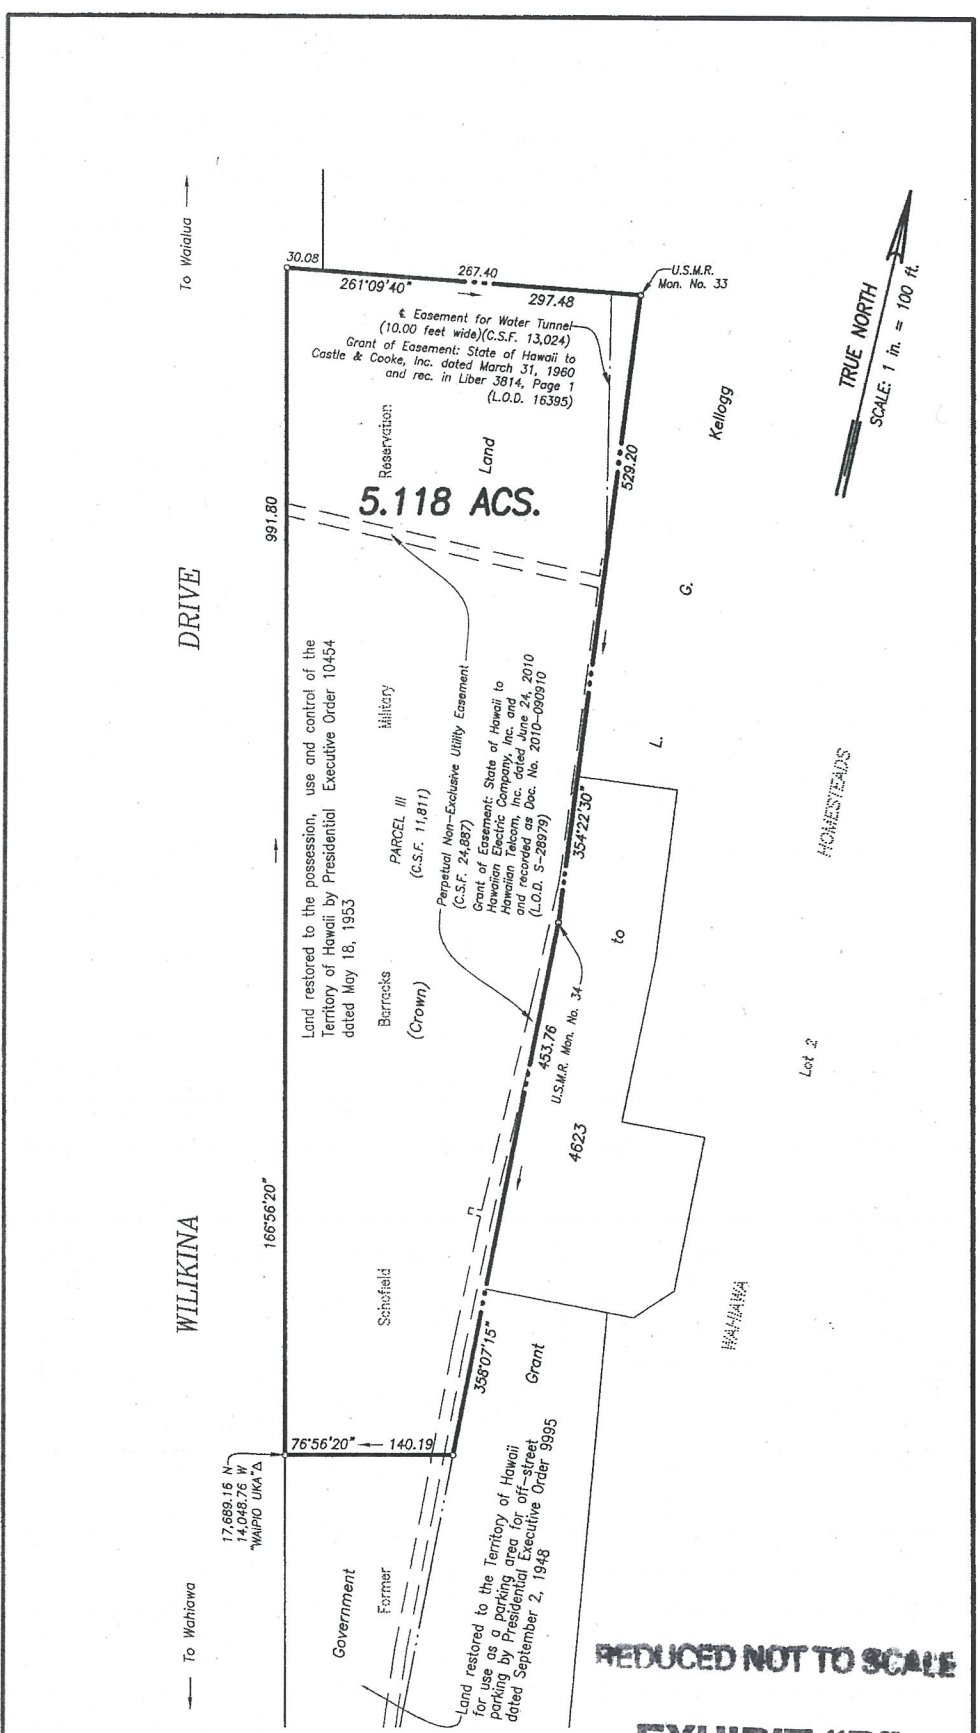 To Waialua
30.08
261°09'40"
267.40
297.48
U.S.M.R.
Mon. No. 33
℄ Easement for Water Tunnel
(10.00 feet wide)(C.S.F. 13,024)
Grant of Easement: State of Hawaii to
Castle & Cooke, Inc. dated March 31, 1960
and rec. in Liber 3814, Page 1
(L.O.D. 16395)
TRUE NORTH
SCALE: 1 in. = 100 ft.
Kellogg
Reservation
Land
529.20
5.118 ACS.
991.80
DRIVE
G.
Land restored to the possession, use and control of the
Territory of Hawaii by Presidential Executive Order 10454
dated May 18, 1953
Military
PARCEL III
(C.S.F. 11,811)
Perpetual Non-Exclusive Utility Easement
(C.S.F. 24,887)
Grant of Easement: State of Hawaii to
Hawaiian Electric Company, Inc. and
Hawaiian Telcom, Inc. dated June 24, 2010
and recorded as Doc. No. 2010-090910
(L.O.D. S-28979)
L.
354°22'30"
HOMESTEADS
to
Barracks
(Crown)
453.76
U.S.M.R. Mon. No. 34
Lot 2
4623
166°56'20"
WILIKINA
Schofield
WAHIAWA
358°07'15"
Grant
76°56'20"
140.19
17,689.16 N
14,048.76 W
"WAIPIO UKA"△
Land restored to the Territory of Hawaii
for use as a parking area for off-street
parking by Presidential Executive Order 9995
dated September 2, 1948
Government
Former
To Wahiawa
REDUCED NOT TO SCALE